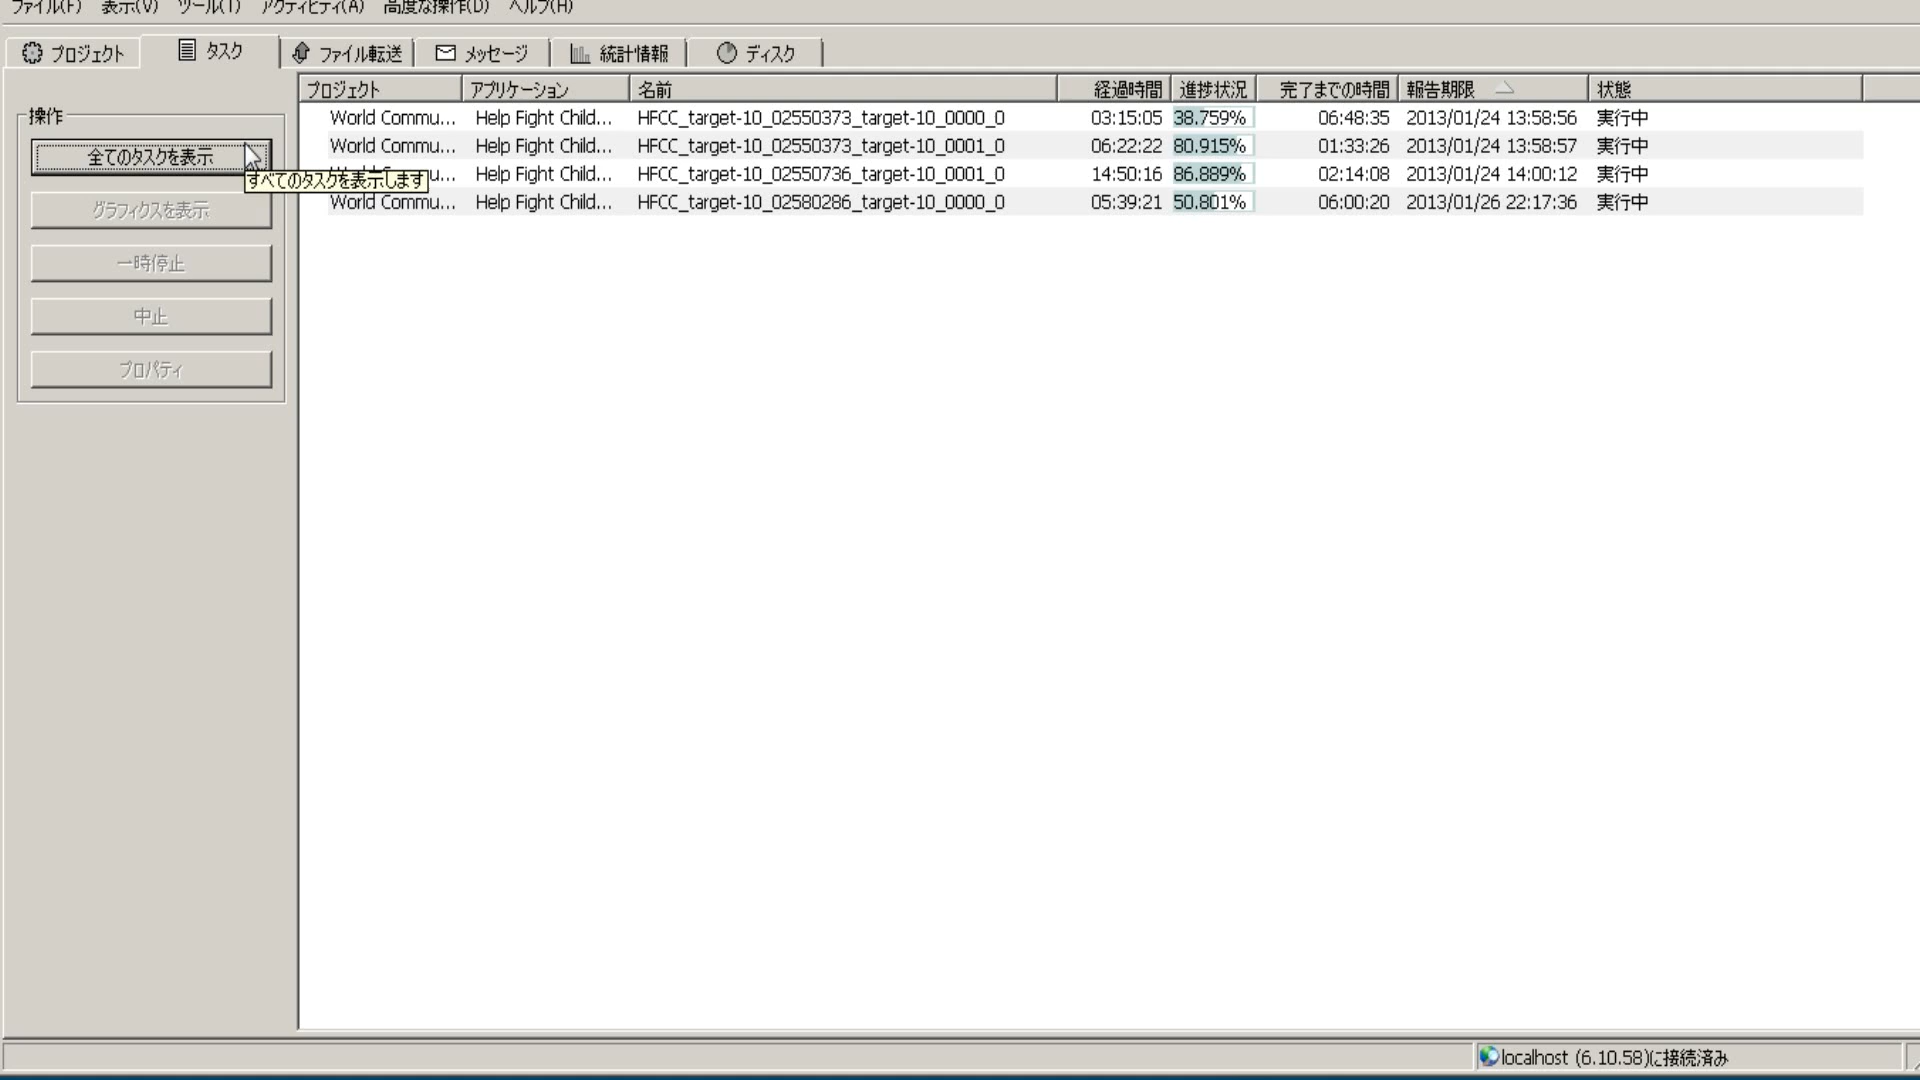 ファイル(F) 表示(V) ツール(T) アクティビティ(A) 高度な操作(D) ヘルプ(H)
プロジェクト タスク ファイル転送 メッセージ 統計情報 ディスク
操作
全てのタスクを表示
すべてのタスクを表示します
グラフィクスを表示
一時停止
中止
プロパティ
プロジェクト アプリケーション 名前 経過時間 進捗状況 完了までの時間 報告期限 状態
World Commu... Help Fight Child... HFCC_target-10_02550373_target-10_0000_0 03:15:05 38.759% 06:48:35 2013/01/24 13:58:56 実行中
World Commu... Help Fight Child... HFCC_target-10_02550373_target-10_0001_0 06:22:22 80.915% 01:33:26 2013/01/24 13:58:57 実行中
u... Help Fight Child... HFCC_target-10_02550736_target-10_0001_0 14:50:16 86.889% 02:14:08 2013/01/24 14:00:12 実行中
World Commu... Help Fight Child... HFCC_target-10_02580286_target-10_0000_0 05:39:21 50.801% 06:00:20 2013/01/26 22:17:36 実行中
localhost (6.10.58)に接続済み